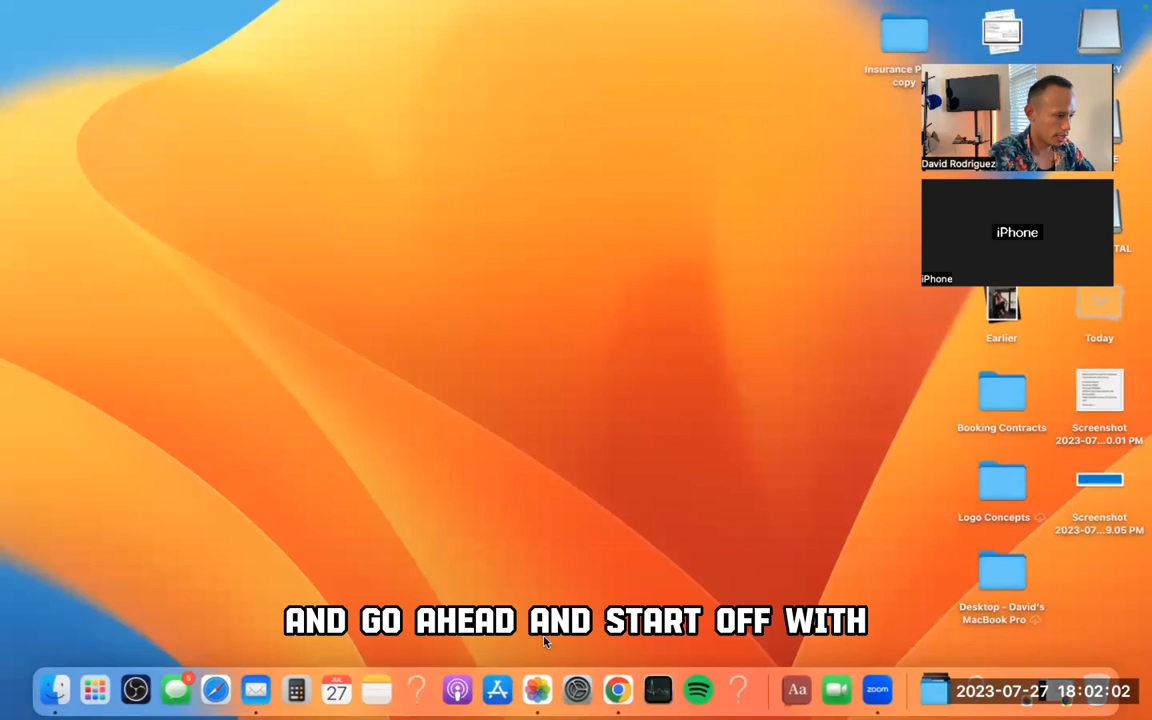 Insurance P
copy
Y
David Rodriguez
E
iPhone
TAL
iPhone
Earlier
Today
Booking Contracts
Screenshot
2023-07...0.01 PM
Logo Concepts
Screenshot
2023-07...9.05 PM
Desktop - David's
MacBook Pro
AND GO AHEAD AND START OFF WITH
5
JUL
27
Aa
zoom
2023-07-27 18:02:02